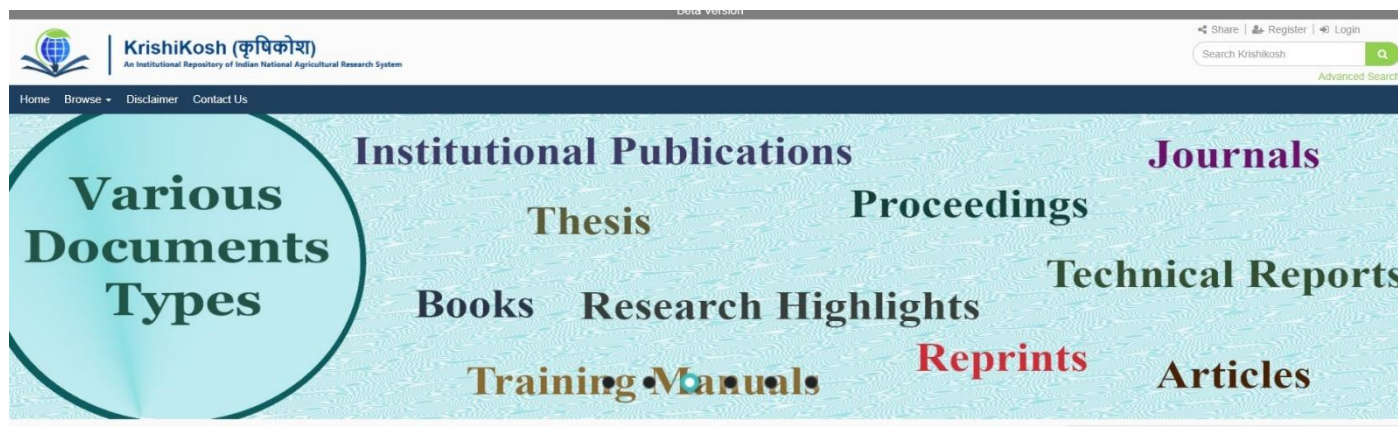 Beta Version
Share | Register | Login
KrishiKosh (कृषिकोश)
An Institutional Repository of Indian National Agricultural Research System
Search Krishikosh
Advanced Search
Home Browse Disclaimer Contact Us
Various
Documents
Types
Institutional Publications
Journals
Thesis
Proceedings
Technical Reports
Books
Research Highlights
Reprints
Training Manuals
Articles